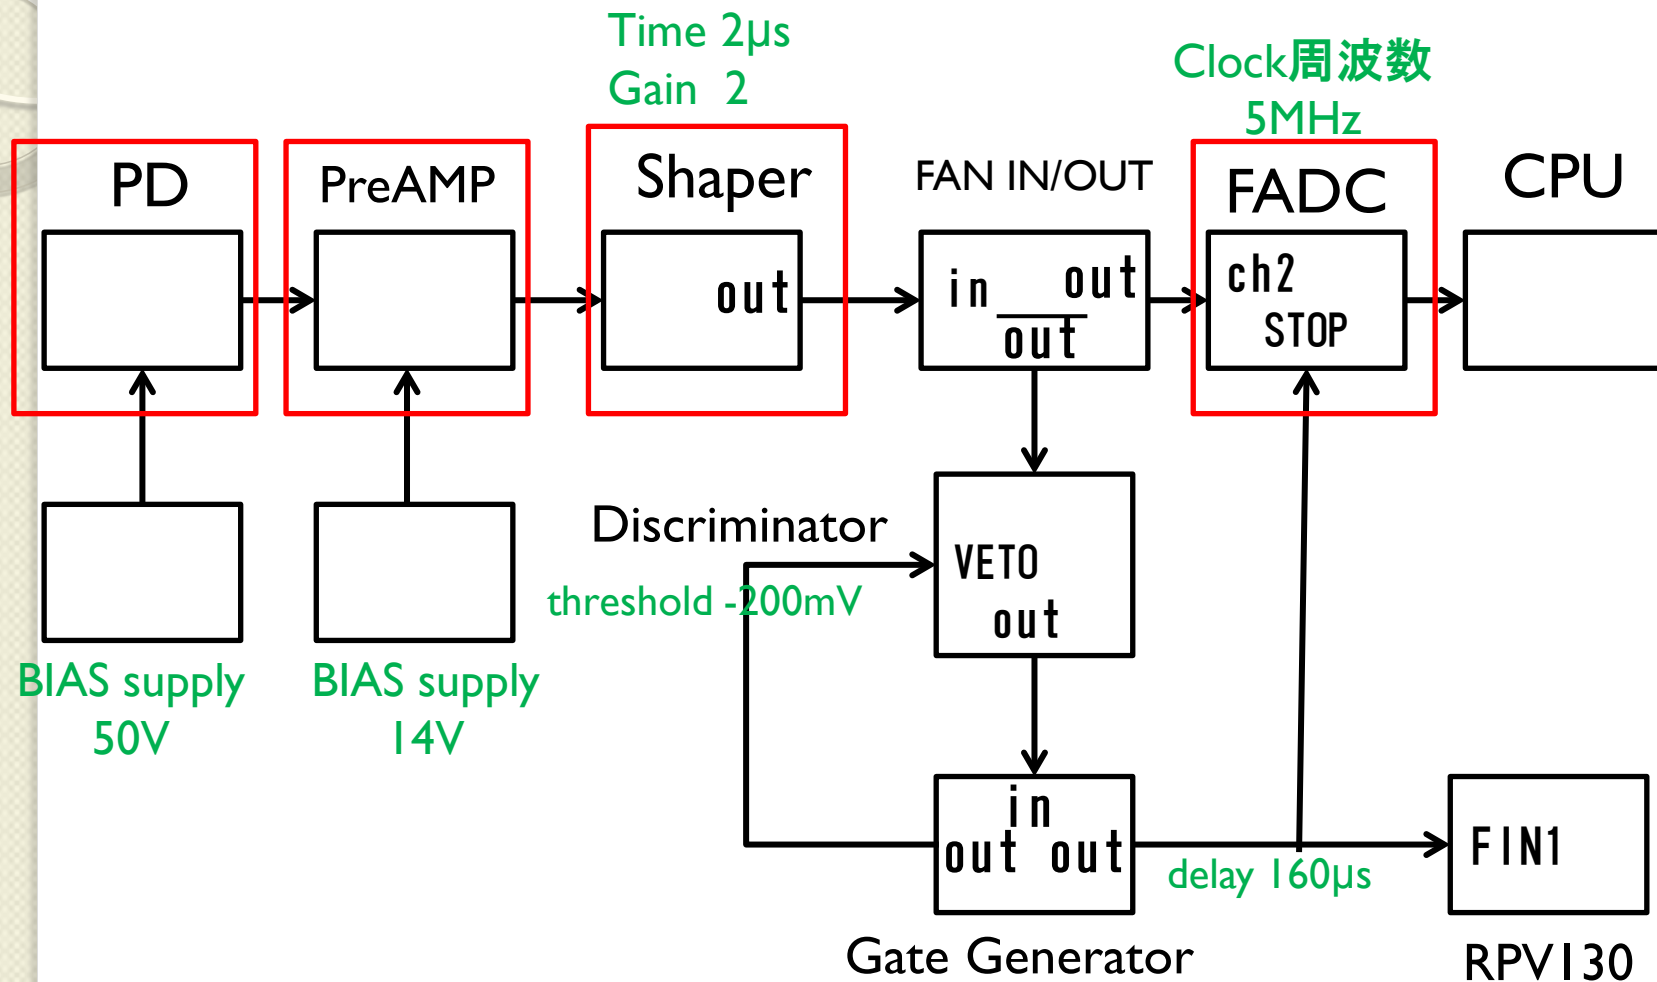 Time 2μs
Gain 2
Clock周波数
5MHz
PD
PreAMP
Shaper
FAN IN/OUT
FADC
CPU
out
in
out
out
ch2
STOP
Discriminator
threshold -200mV
VETO
out
BIAS supply
50V
BIAS supply
14V
in
out
out
delay 160μs
FIN1
Gate Generator
RPV130